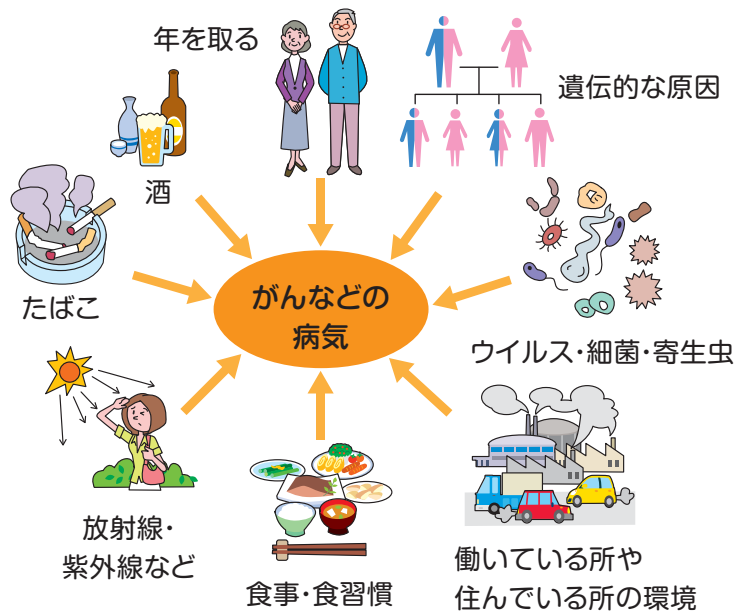 年を取る
遺伝的な原因
酒
たばこ
がんなどの
病気
ウイルス・細菌・寄生虫
放射線・
紫外線など
食事・食習慣
働いている所や
住んでいる所の環境